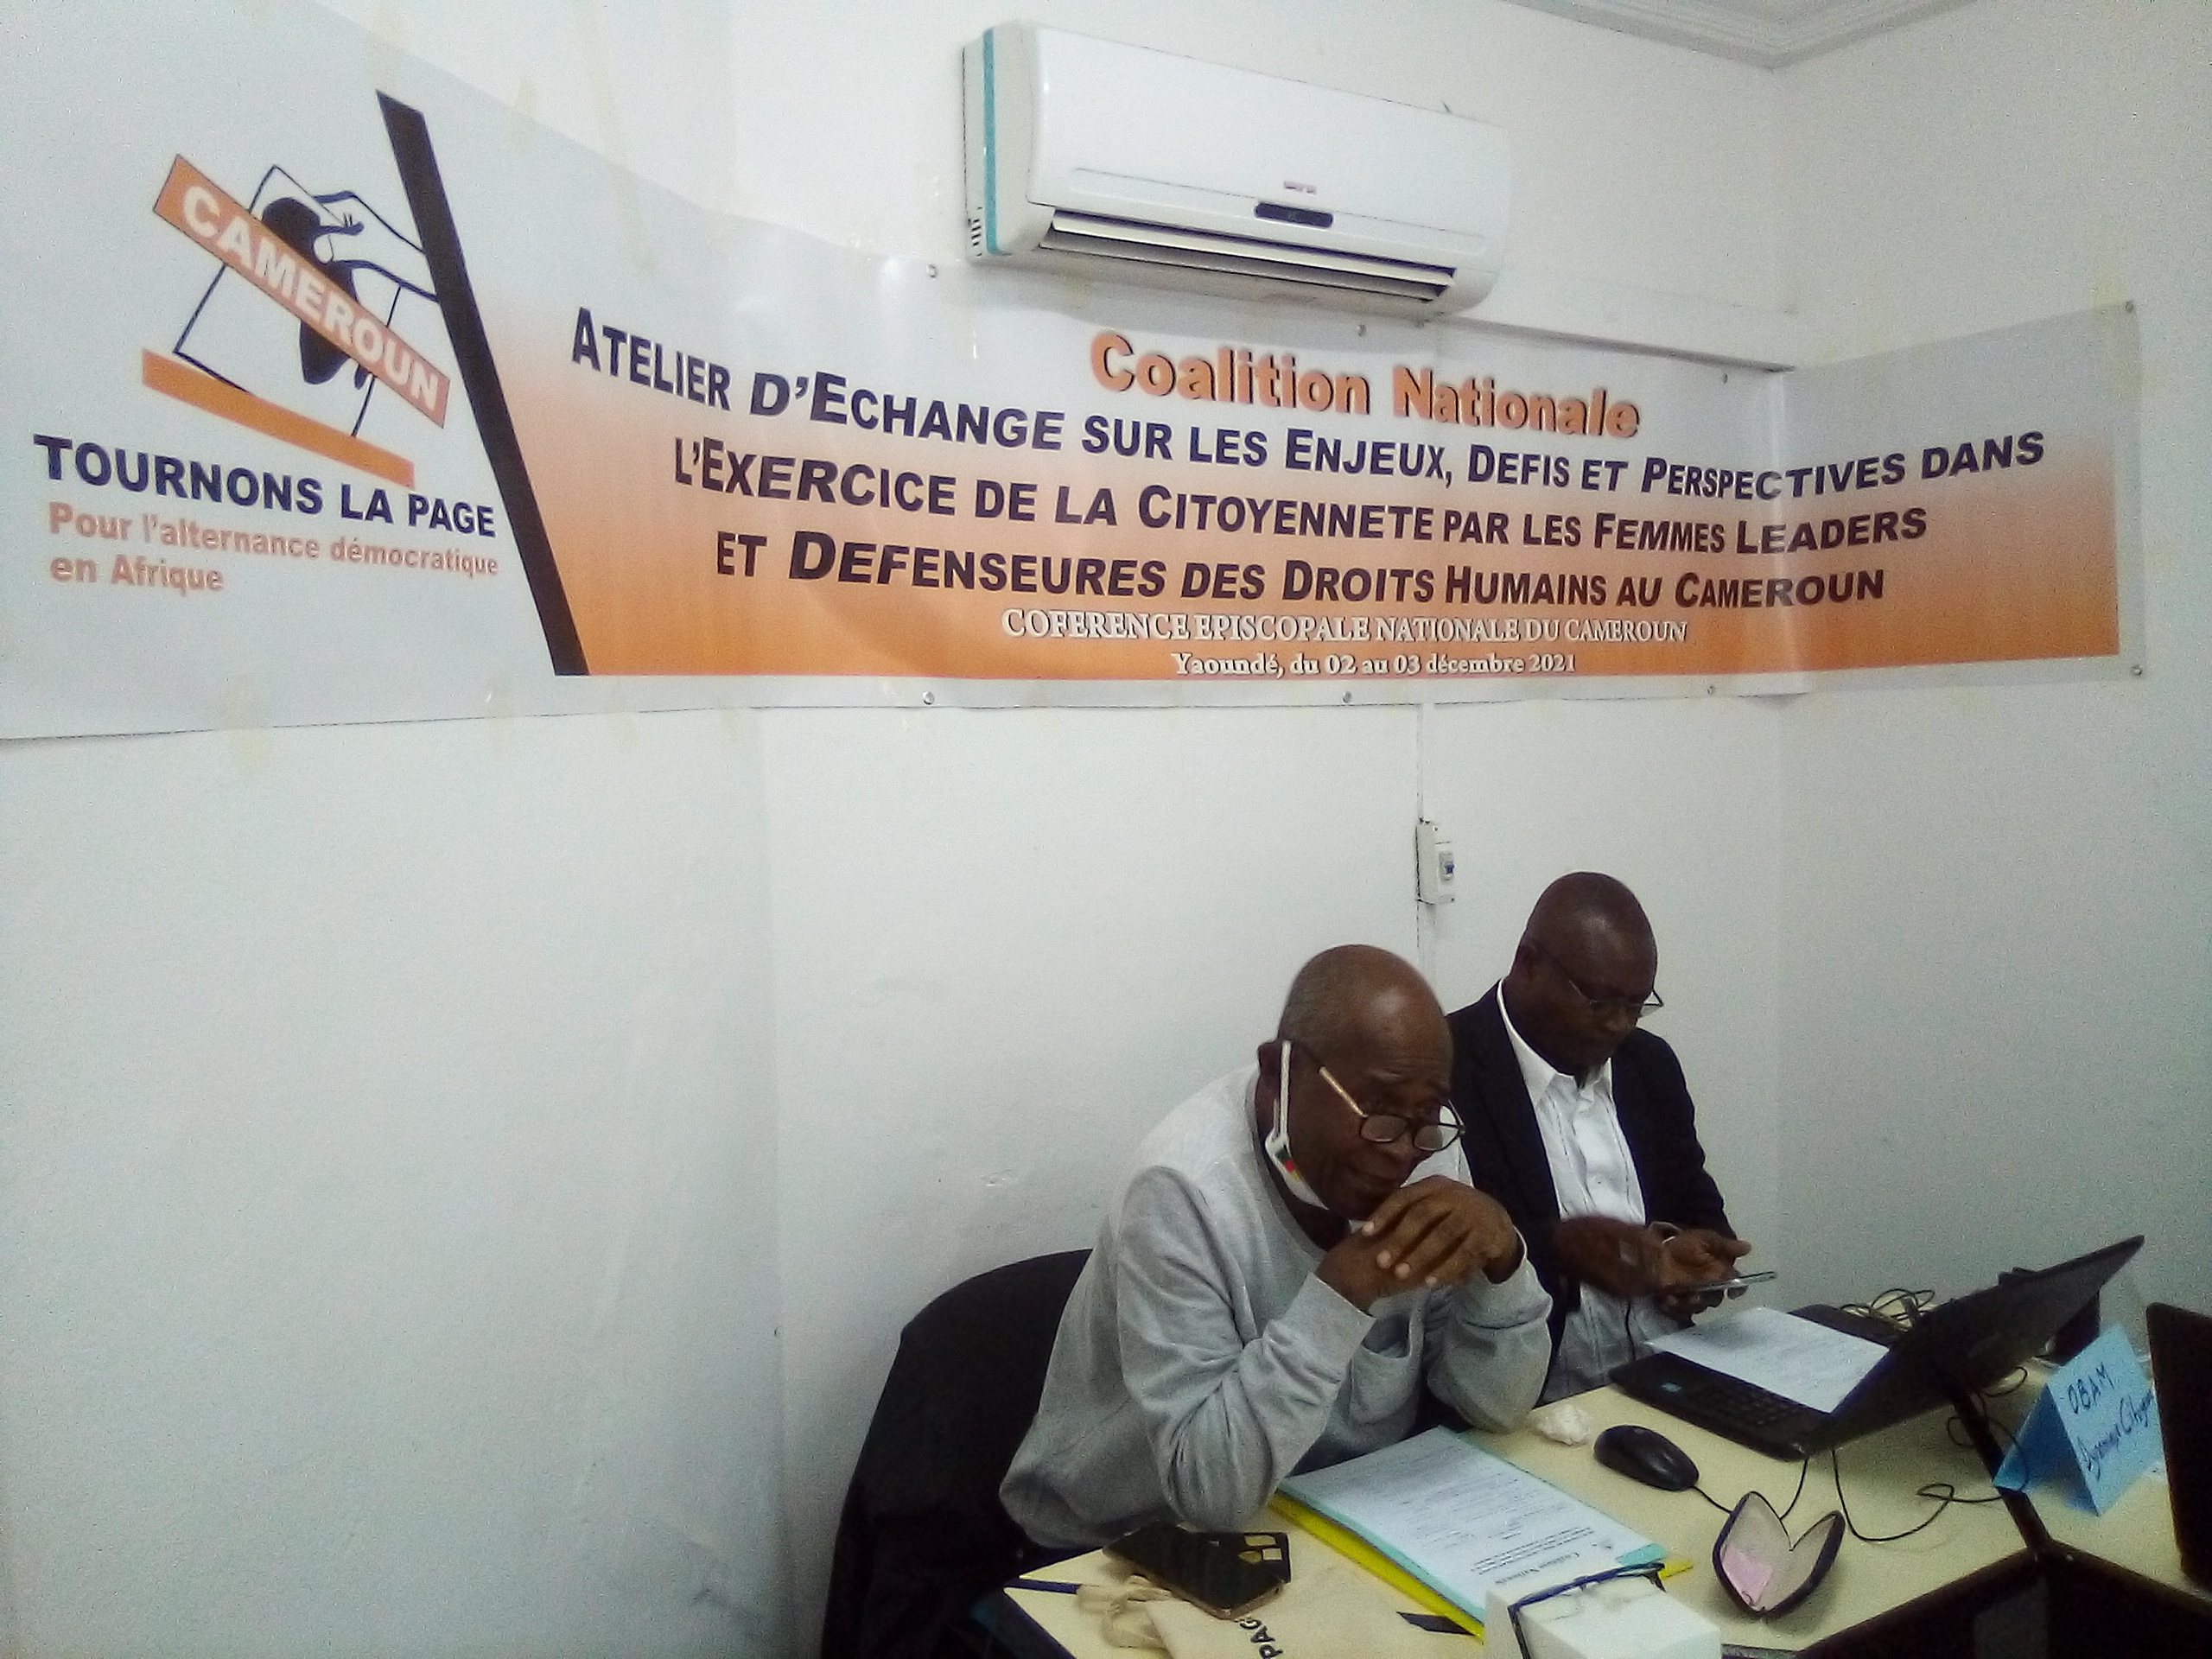 CAMEROUN
TOURNONS LA PAGE
Pour l'alternance démocratique
en Afrique
Coalition Nationale
ATELIER D'ECHANGE SUR LES ENJEUX, DEFIS ET PERSPECTIVES DANS
L'EXERCICE DE LA CITOYENNETE PAR LES FEMMES LEADERS
ET DEFENSEURES DES DROITS HUMAINS AU CAMEROUN
COFERENCE EPISCOPALE NATIONALE DU CAMEROUN
Yaoundé, du 02 au 03 décembre 2021
OBAM
PAG